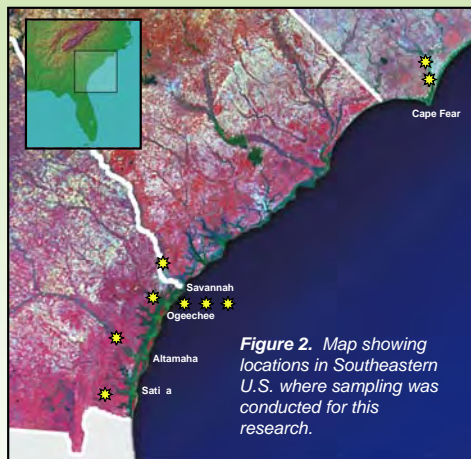 Cape Fear
Savannah
Ogeechee
Altamaha
Sati a
Figure 2. Map showing
locations in Southeastern
U.S. where sampling was
conducted for this
research.